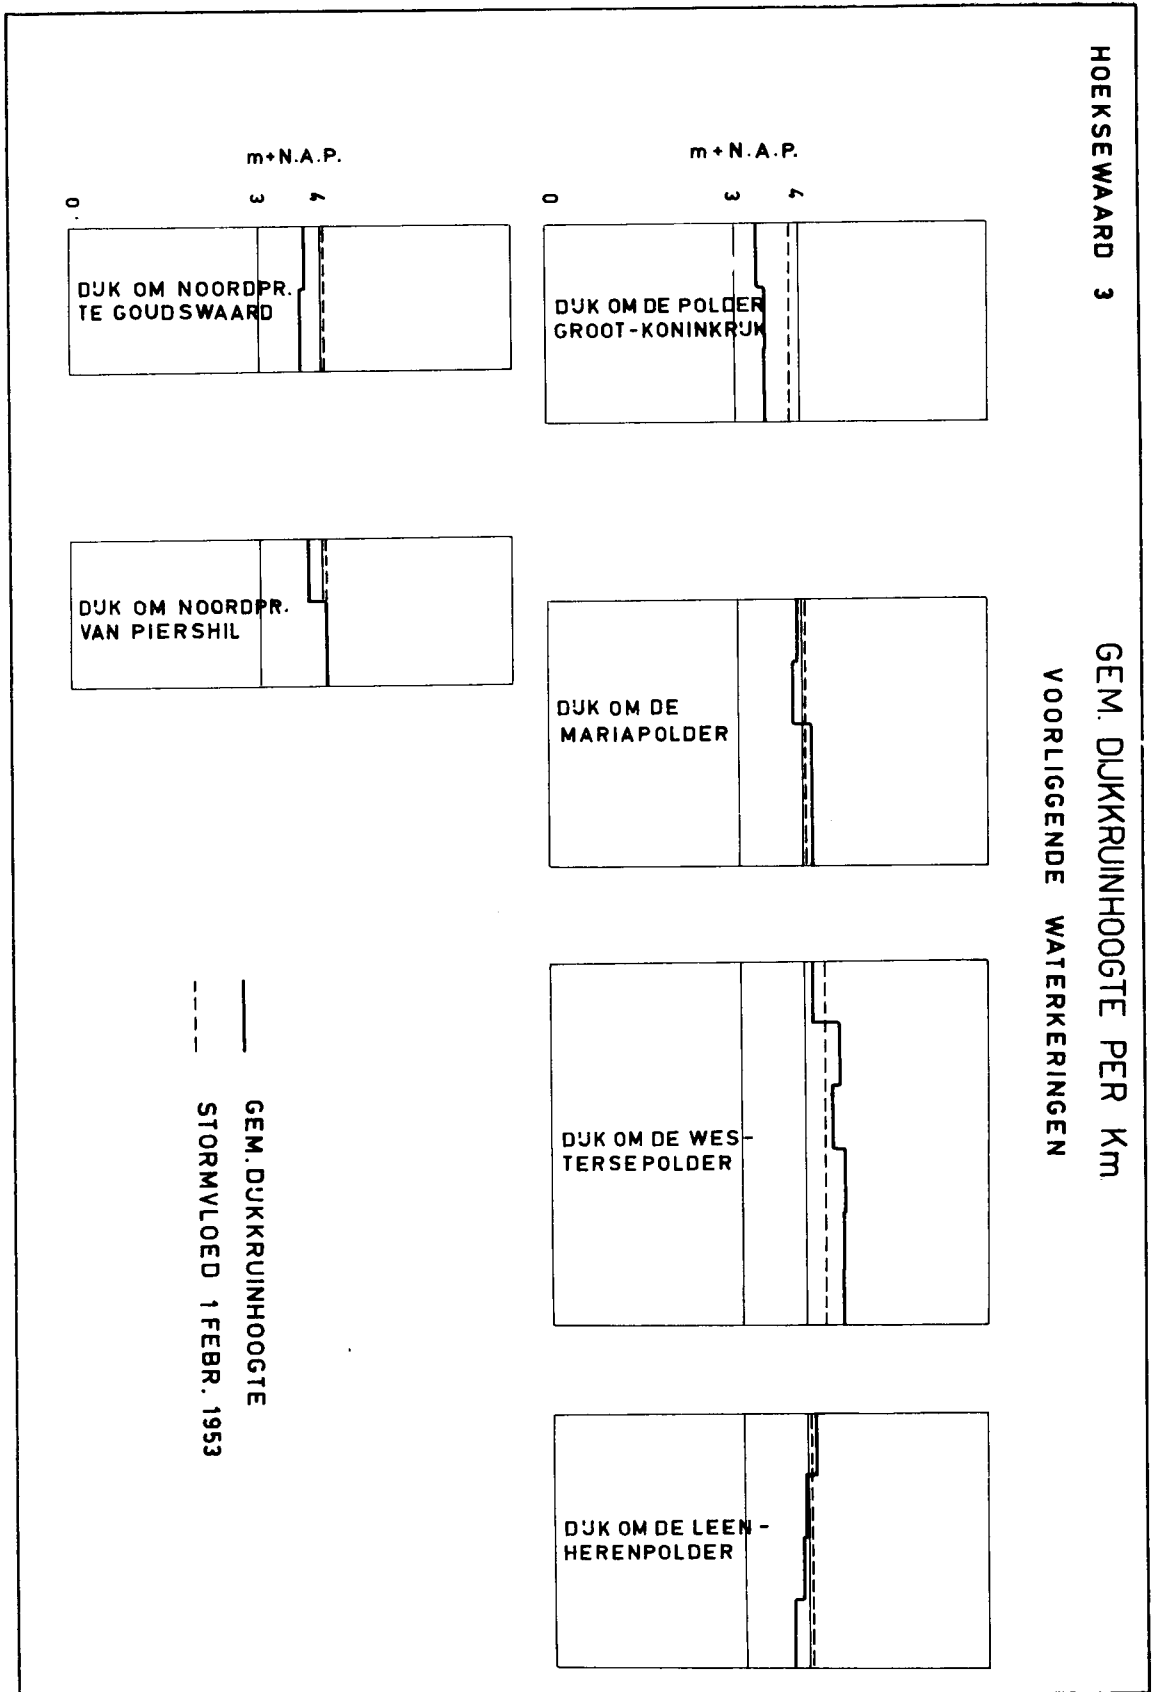 HOEKSEWAARD 3
GEM. DIJKKRUINHOOGTE PER Km
VOORLIGGENDE WATERKERINGEN
m+N.A.P.
4
3
0
DIJK OM DE POLDER
GROOT-KONINKRIJK
DIJK OM DE
MARIAPOLDER
DIJK OM DE WES-
TERSEPOLDER
DIJK OM DE LEEN-
HERENPOLDER
m+N.A.P.
4
3
0
DIJK OM NOORDPR.
TE GOUDSWAARD
DIJK OM NOORDPR.
VAN PIERSHIL
GEM. DIJKKRUINHOOGTE
STORMVLOED 1 FEBR. 1953